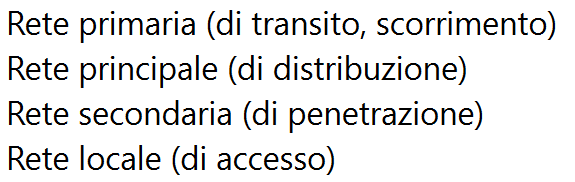 Rete primaria (di transito, scorrimento)
Rete principale (di distribuzione)
Rete secondaria (di penetrazione)
Rete locale (di accesso)